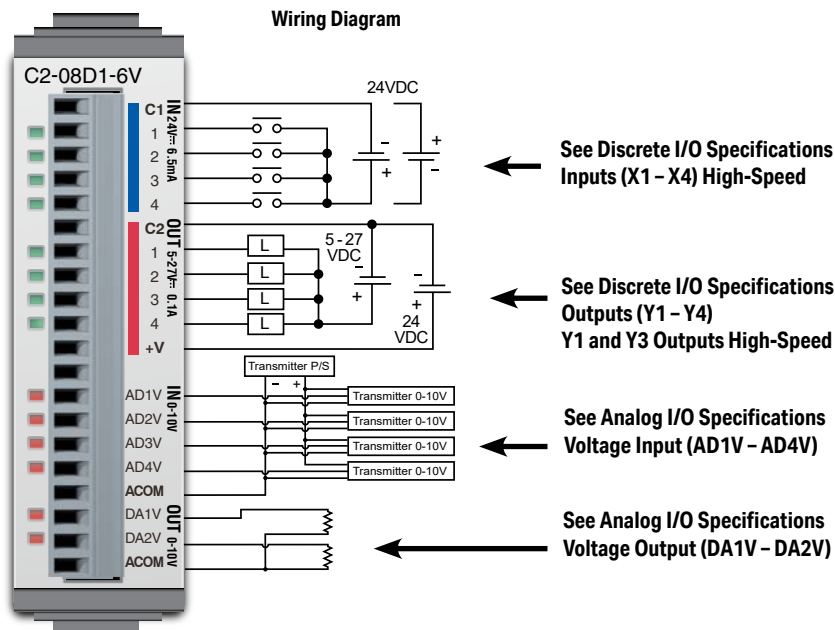 Wiring Diagram
C2-08D1-6V
C1
1
2
3
4
IN 24V⎓ 6.5mA
24VDC
-
+
+
-
See Discrete I/O Specifications
Inputs (X1 – X4) High-Speed
C2
1
2
3
4
+V
OUT 5-27V⎓ 0.1A
L
L
L
L
5 - 27
VDC
-
+
-
+
24
VDC
See Discrete I/O Specifications
Outputs (Y1 – Y4)
Y1 and Y3 Outputs High-Speed
Transmitter P/S
- +
AD1V
AD2V
AD3V
AD4V
ACOM
IN 0-10V
Transmitter 0-10V
Transmitter 0-10V
Transmitter 0-10V
Transmitter 0-10V
See Analog I/O Specifications
Voltage Input (AD1V – AD4V)
DA1V
DA2V
ACOM
OUT 0-10V
See Analog I/O Specifications
Voltage Output (DA1V – DA2V)